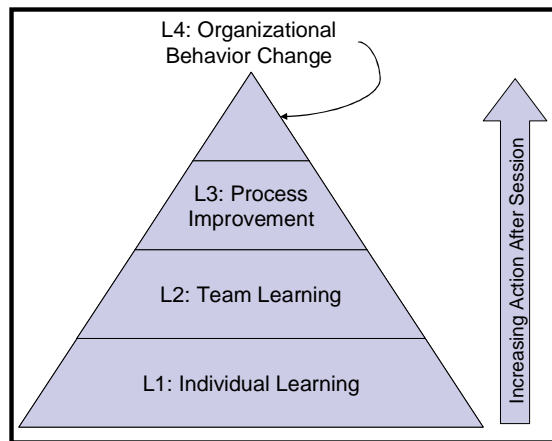 L4: Organizational
Behavior Change
L3: Process
Improvement
L2: Team Learning
L1: Individual Learning
Increasing Action After Session